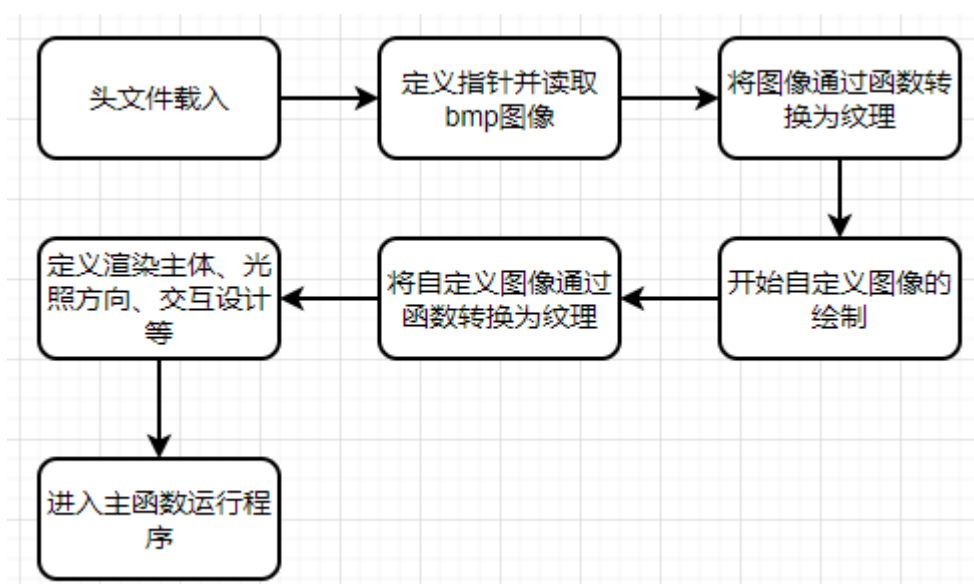 头文件载入
定义指针并读取
bmp图像
将图像通过函数转
换为纹理
开始自定义图像的
绘制
将自定义图像通过
函数转换为纹理
定义渲染主体、光
照方向、交互设计
等
进入主函数运行程
序